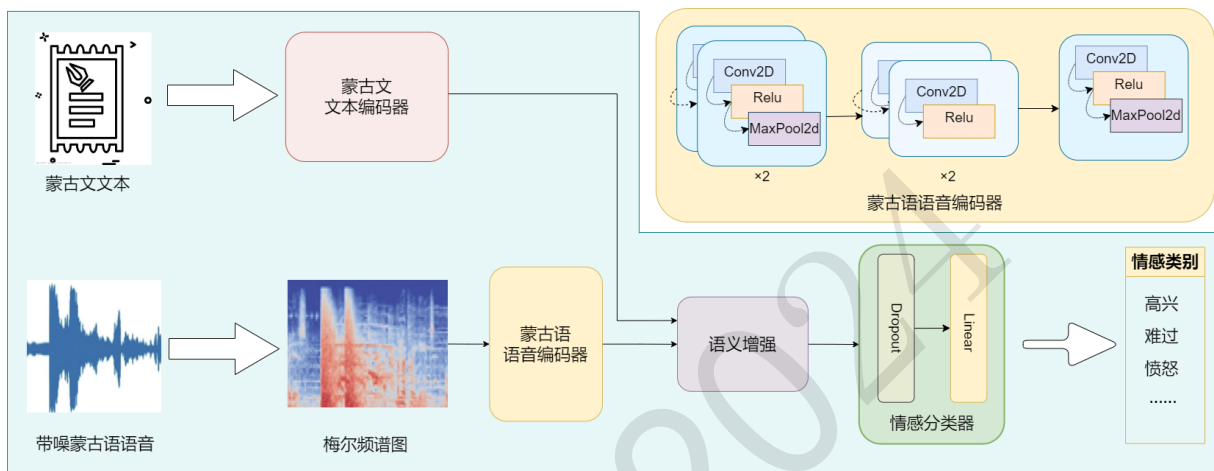 蒙古文
文本编码器
蒙古文文本
Conv2D
Relu
MaxPool2d
×2
Conv2D
Relu
×2
Conv2D
Relu
MaxPool2d
蒙古语语音编码器
带噪蒙古语语音
梅尔频谱图
蒙古语
语音编码器
语义增强
Dropout
Linear
情感分类器
情感类别
高兴
难过
愤怒
......
2024